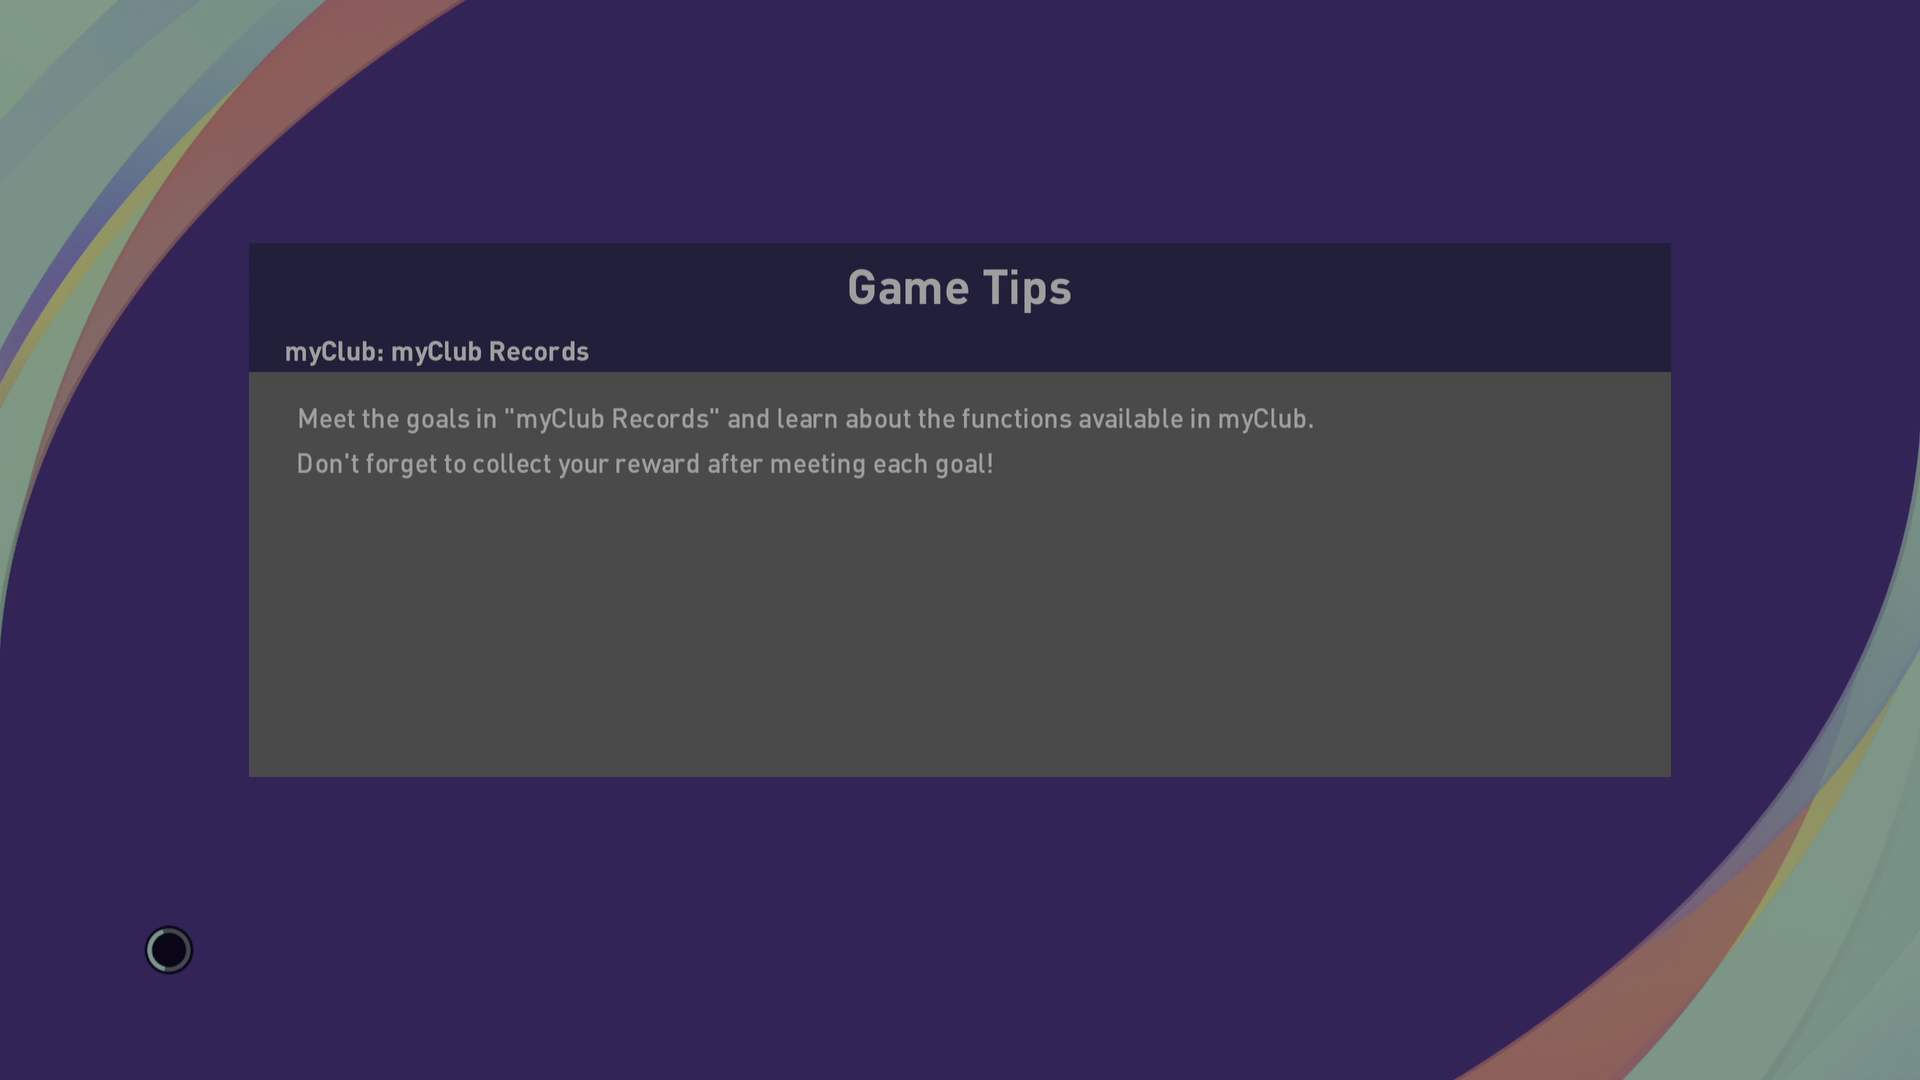 Game Tips
myClub: myClub Records
Meet the goals in "myClub Records" and learn about the functions available in myClub.
Don't forget to collect your reward after meeting each goal!